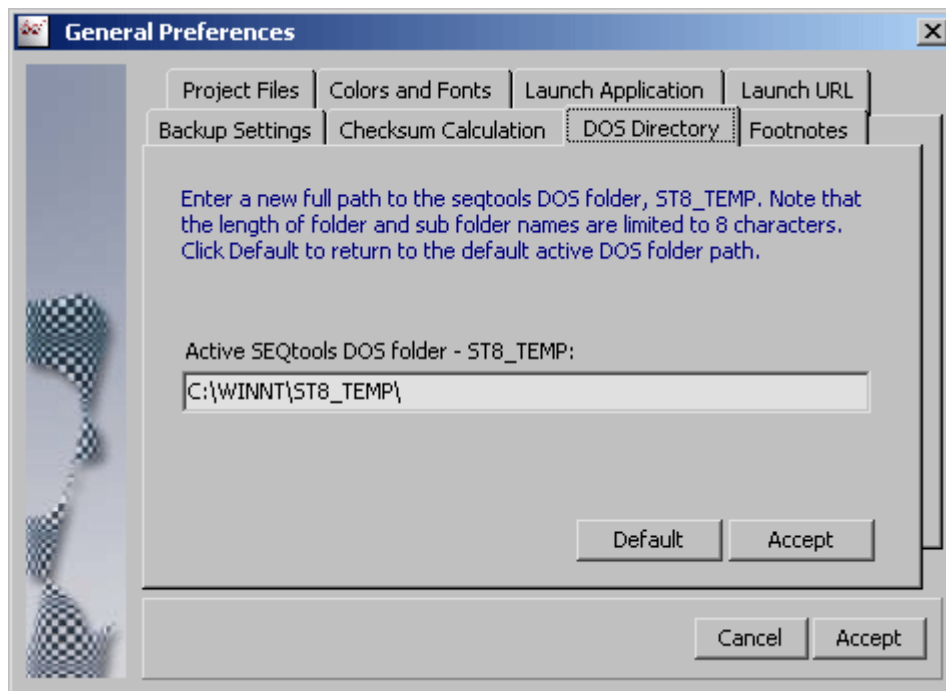 General Preferences
Project Files
Colors and Fonts
Launch Application
Launch URL
Backup Settings
Checksum Calculation
DOS Directory
Footnotes
Enter a new full path to the seqtools DOS folder, ST8_TEMP. Note that
the length of folder and sub folder names are limited to 8 characters.
Click Default to return to the default active DOS folder path.
Active SEQtools DOS folder - ST8_TEMP:
C:\WINNT\ST8_TEMP\
Default
Accept
Cancel
Accept